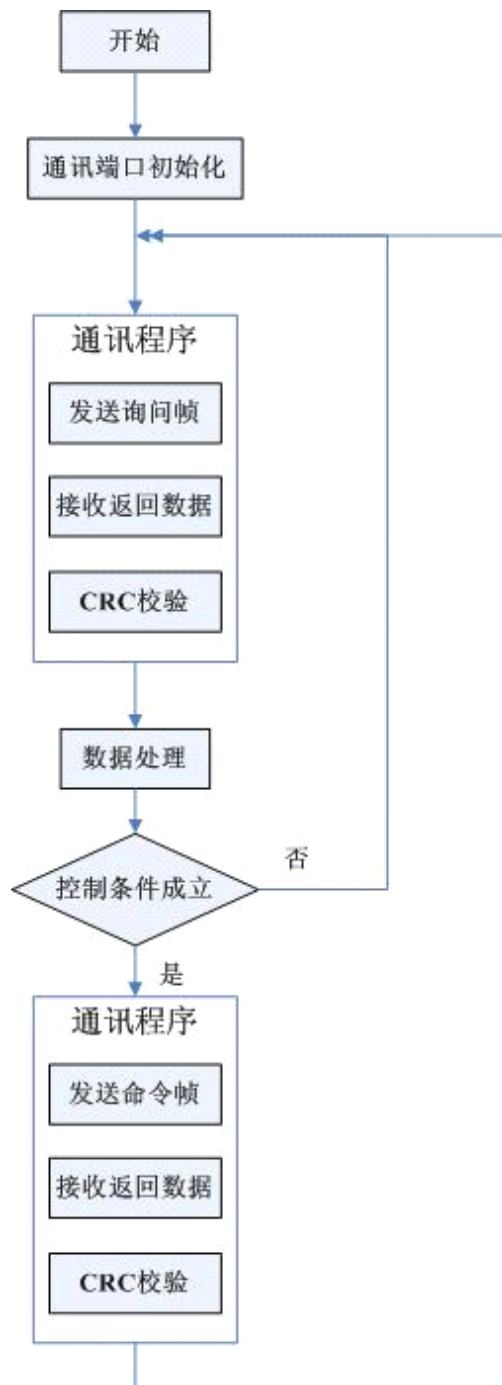 开始
通讯端口初始化
通讯程序
发送询问帧
接收返回数据
CRC校验
数据处理
控制条件成立
否
是
通讯程序
发送命令帧
接收返回数据
CRC校验